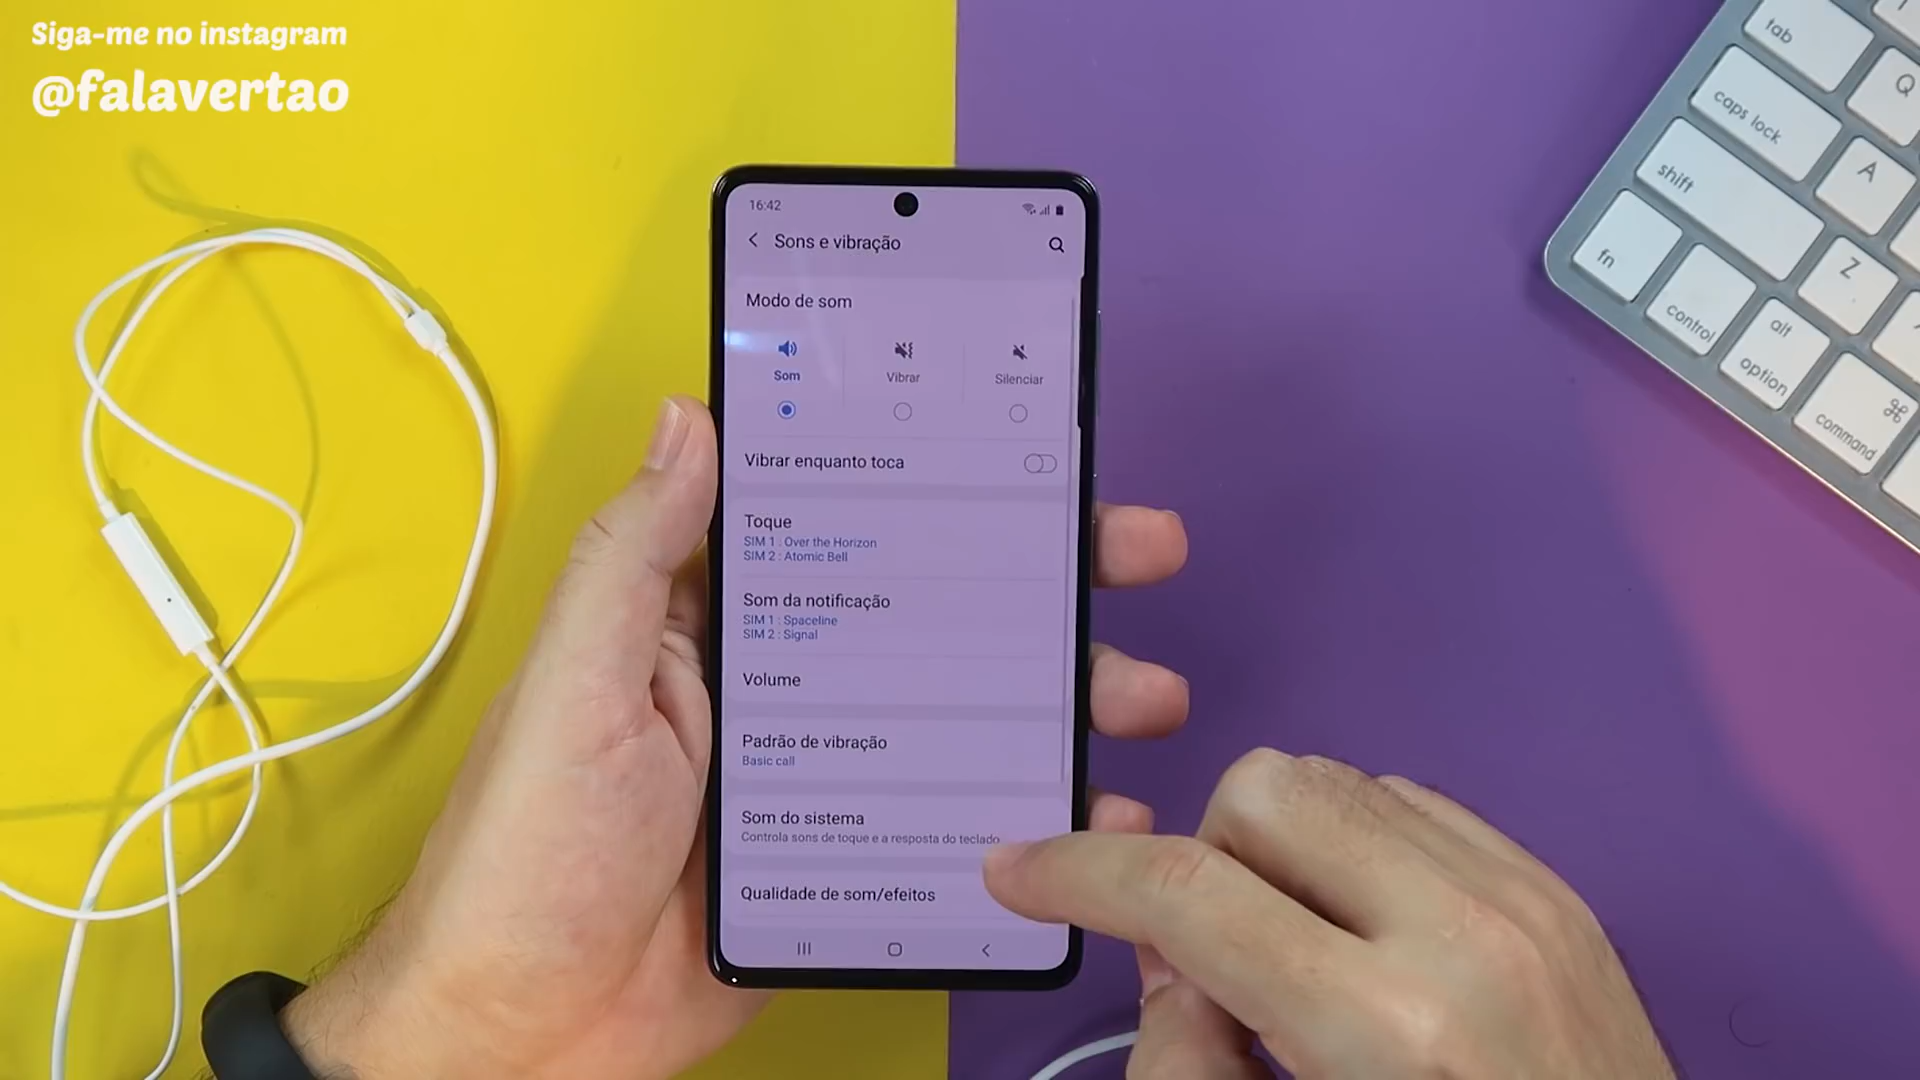 Siga-me no instagram
@falavertao
16:42
Sons e vibração
Modo de som
Som
Vibrar
Silenciar
Vibrar enquanto toca
Toque
SIM 1 : Over the Horizon
SIM 2 : Atomic Bell
Som da notificação
SIM 1 : Spaceline
SIM 2 : Signal
Volume
Padrão de vibração
Basic call
Som do sistema
Controla sons de toque e a resposta do teclado
Qualidade de som/efeitos
tab
Q
caps lock
A
shift
Z
fn
control
alt
option
⌘
command